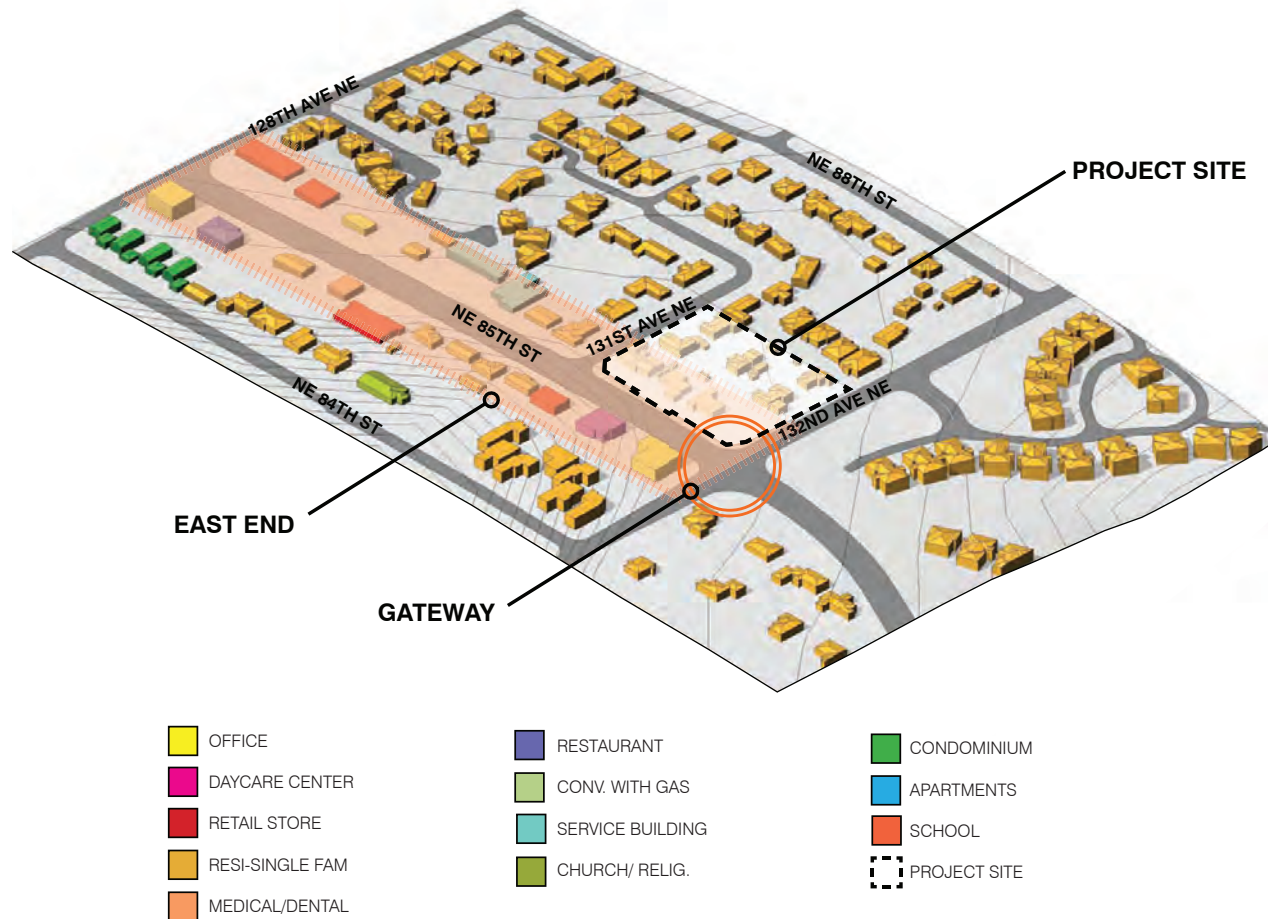 128TH AVE NE
NE 88TH ST
PROJECT SITE
131ST AVE NE
NE 85TH ST
132ND AVE NE
NE 84TH ST
EAST END
GATEWAY
OFFICE
DAYCARE CENTER
RETAIL STORE
RESI-SINGLE FAM
MEDICAL/DENTAL
RESTAURANT
CONV. WITH GAS
SERVICE BUILDING
CHURCH/ RELIG.
CONDOMINIUM
APARTMENTS
SCHOOL
PROJECT SITE